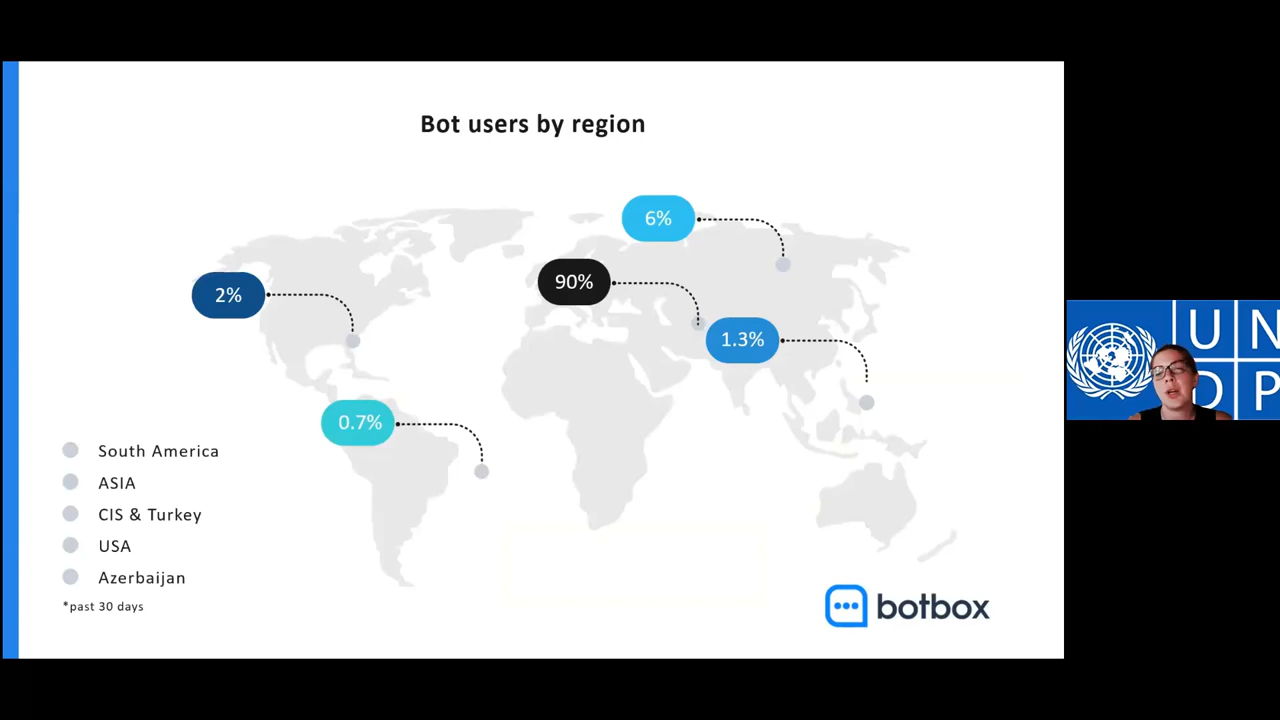 Bot users by region
6%
90%
2%
1.3%
0.7%
South America
ASIA
CIS & Turkey
USA
Azerbaijan
*past 30 days
botbox
UN
DP